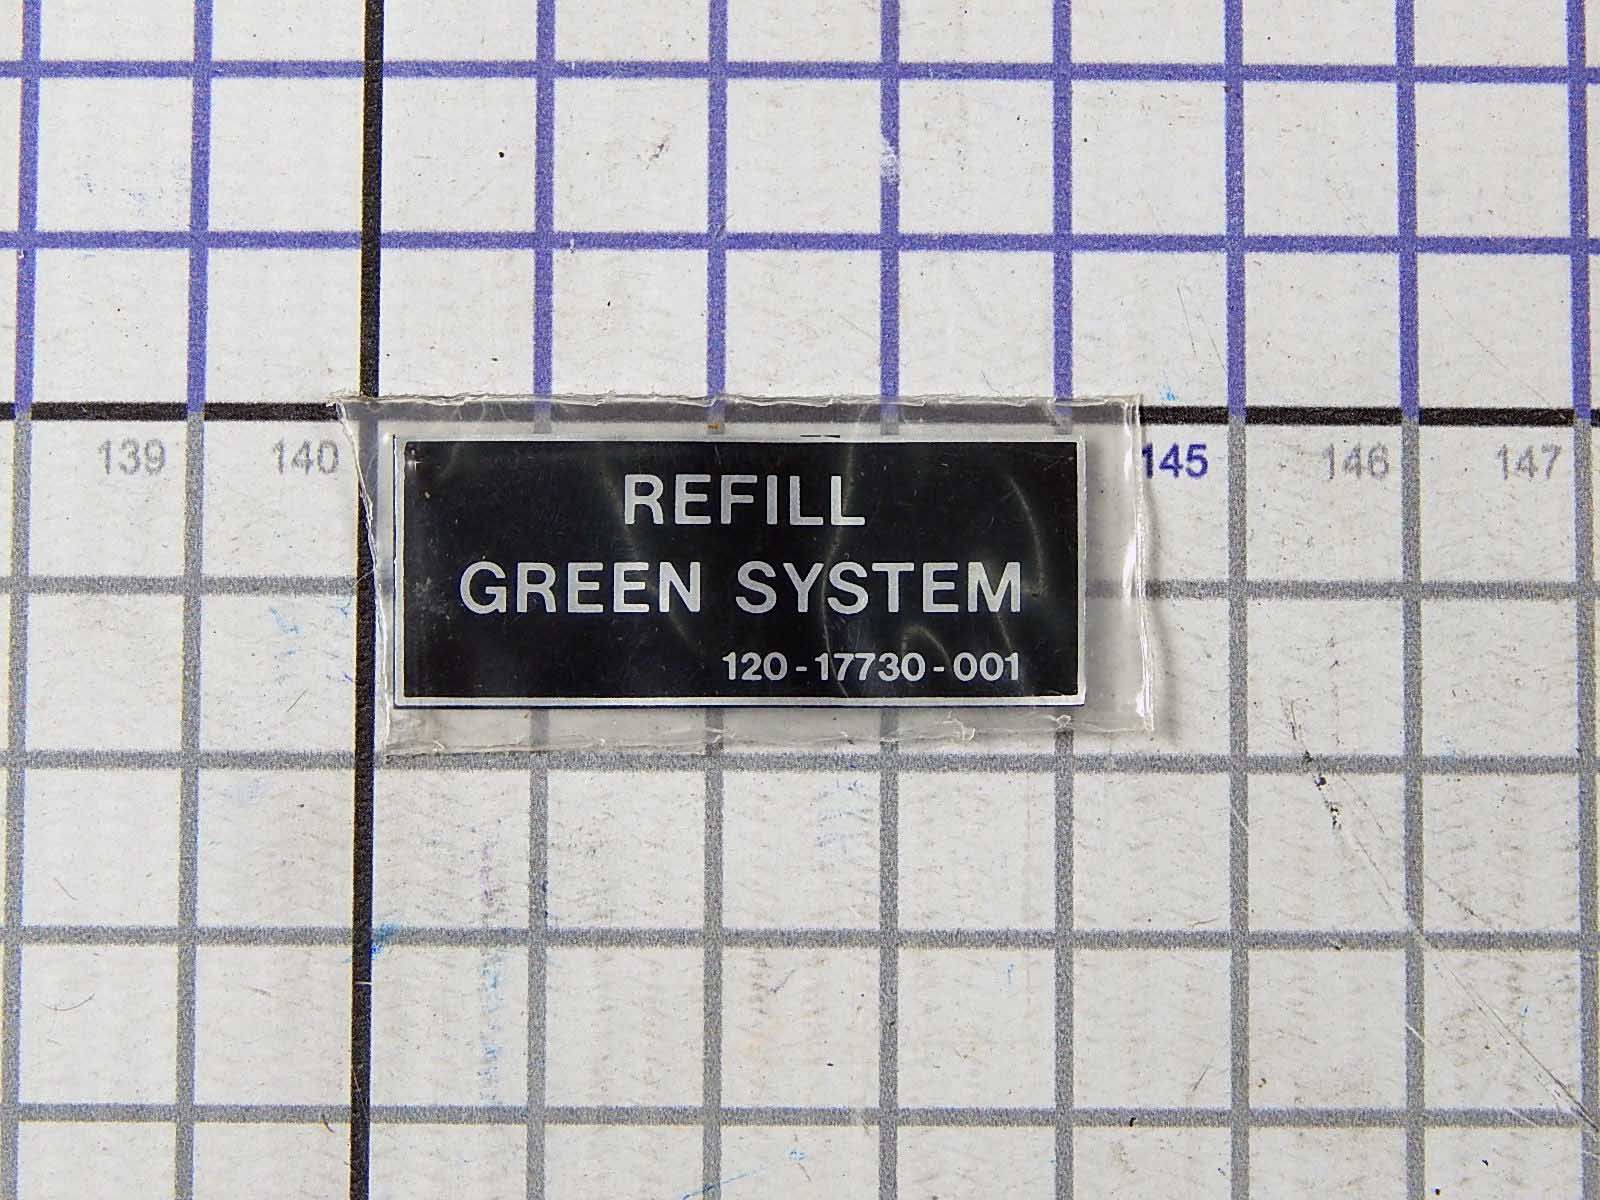 139 140 145 146 147
REFILL
GREEN SYSTEM
120-17730-001